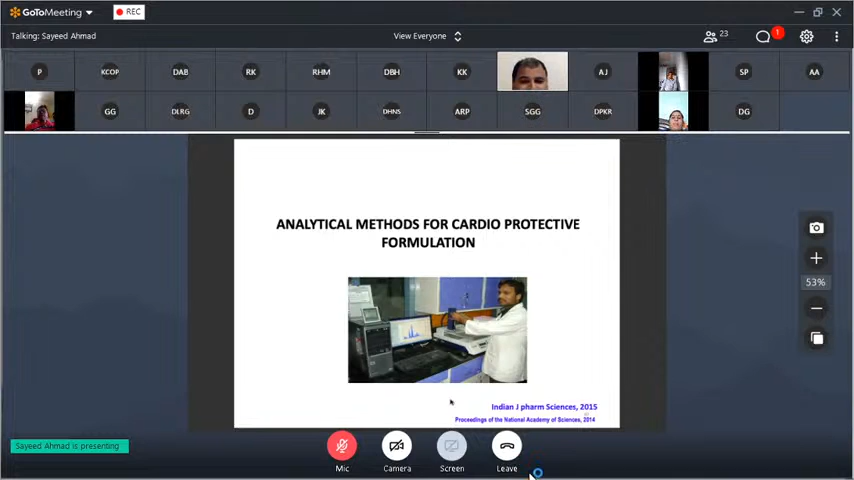 GoToMeeting
REC
Talking: Sayeed Ahmad
View Everyone
23
1
P KCOP DAB RK RHM DBH KK AJ SP AA
GG DLRG D JK DHNS ARP SGG DPKR DG
ANALYTICAL METHODS FOR CARDIO PROTECTIVE
FORMULATION
53%
Indian J pharm Sciences, 2015
Proceedings of the National Academy of Sciences, 2014
Sayeed Ahmad is presenting
Mic Camera Screen Leave